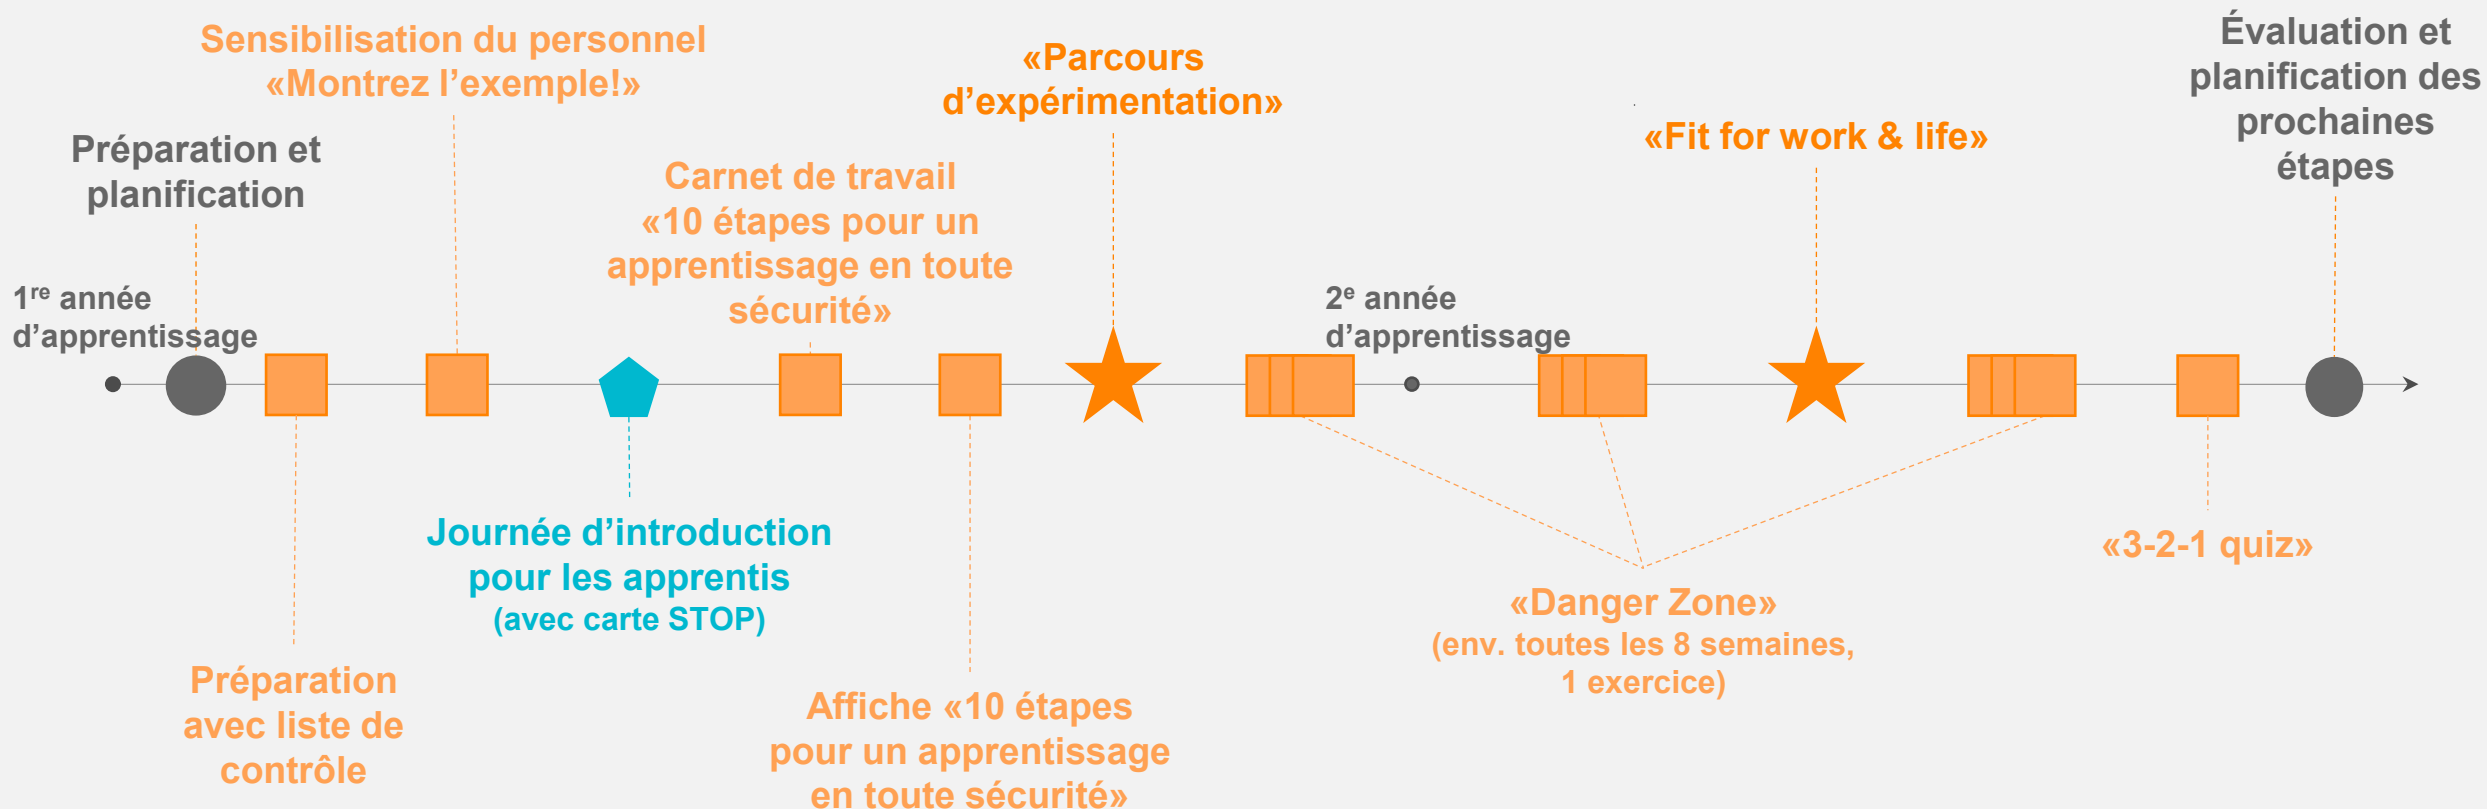 Sensibilisation du personnel
«Montrez l’exemple!»
Préparation et
planification
1re année
d’apprentissage
Carnet de travail
«10 étapes pour un
apprentissage en toute
sécurité»
«Parcours
d’expérimentation»
2e année
d’apprentissage
«Fit for work & life»
Évaluation et
planification des
prochaines
étapes
Préparation
avec liste de
contrôle
Journée d’introduction
pour les apprentis
(avec carte STOP)
Affiche «10 étapes
pour un apprentissage
en toute sécurité»
«Danger Zone»
(env. toutes les 8 semaines,
1 exercice)
«3-2-1 quiz»